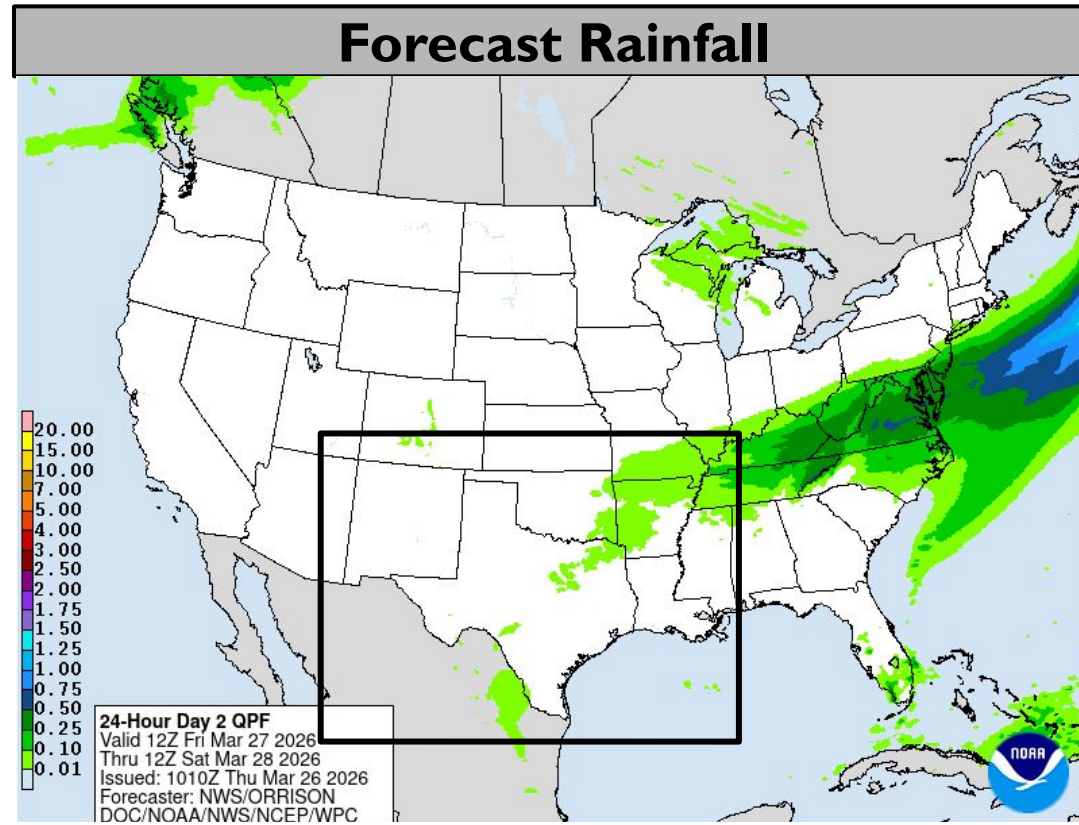 Forecast Rainfall
20.00
15.00
10.00
7.00
5.00
4.00
3.00
2.50
2.00
1.75
1.50
1.25
1.00
0.75
0.50
0.25
0.10
0.01
24-Hour Day 2 QPF
Valid 12Z Fri Mar 27 2026
Thru 12Z Sat Mar 28 2026
Issued: 1010Z Thu Mar 26 2026
Forecaster: NWS/ORRISON
DOC/NOAA/NWS/NCEP/WPC
NOAA